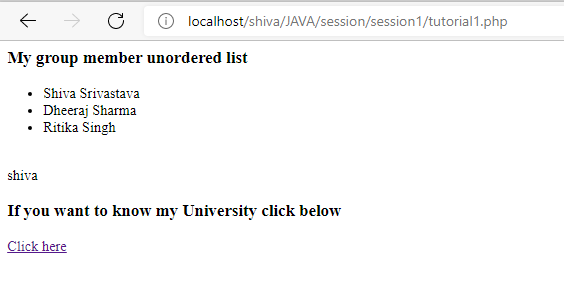 localhost/shiva/JAVA/session/session1/tutorial1.php
My group member unordered list
Shiva Srivastava
Dheeraj Sharma
Ritika Singh
shiva
If you want to know my University click below
Click here